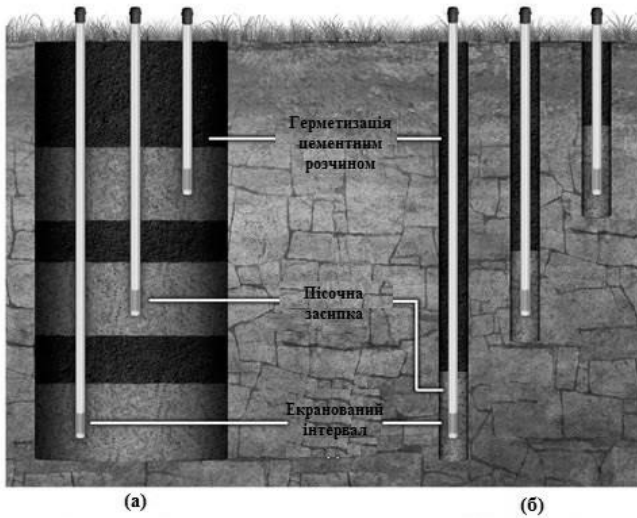 Герметизація
цементним
розчином
Пісочна
засипка
Екранований
інтервал
(а)
(б)